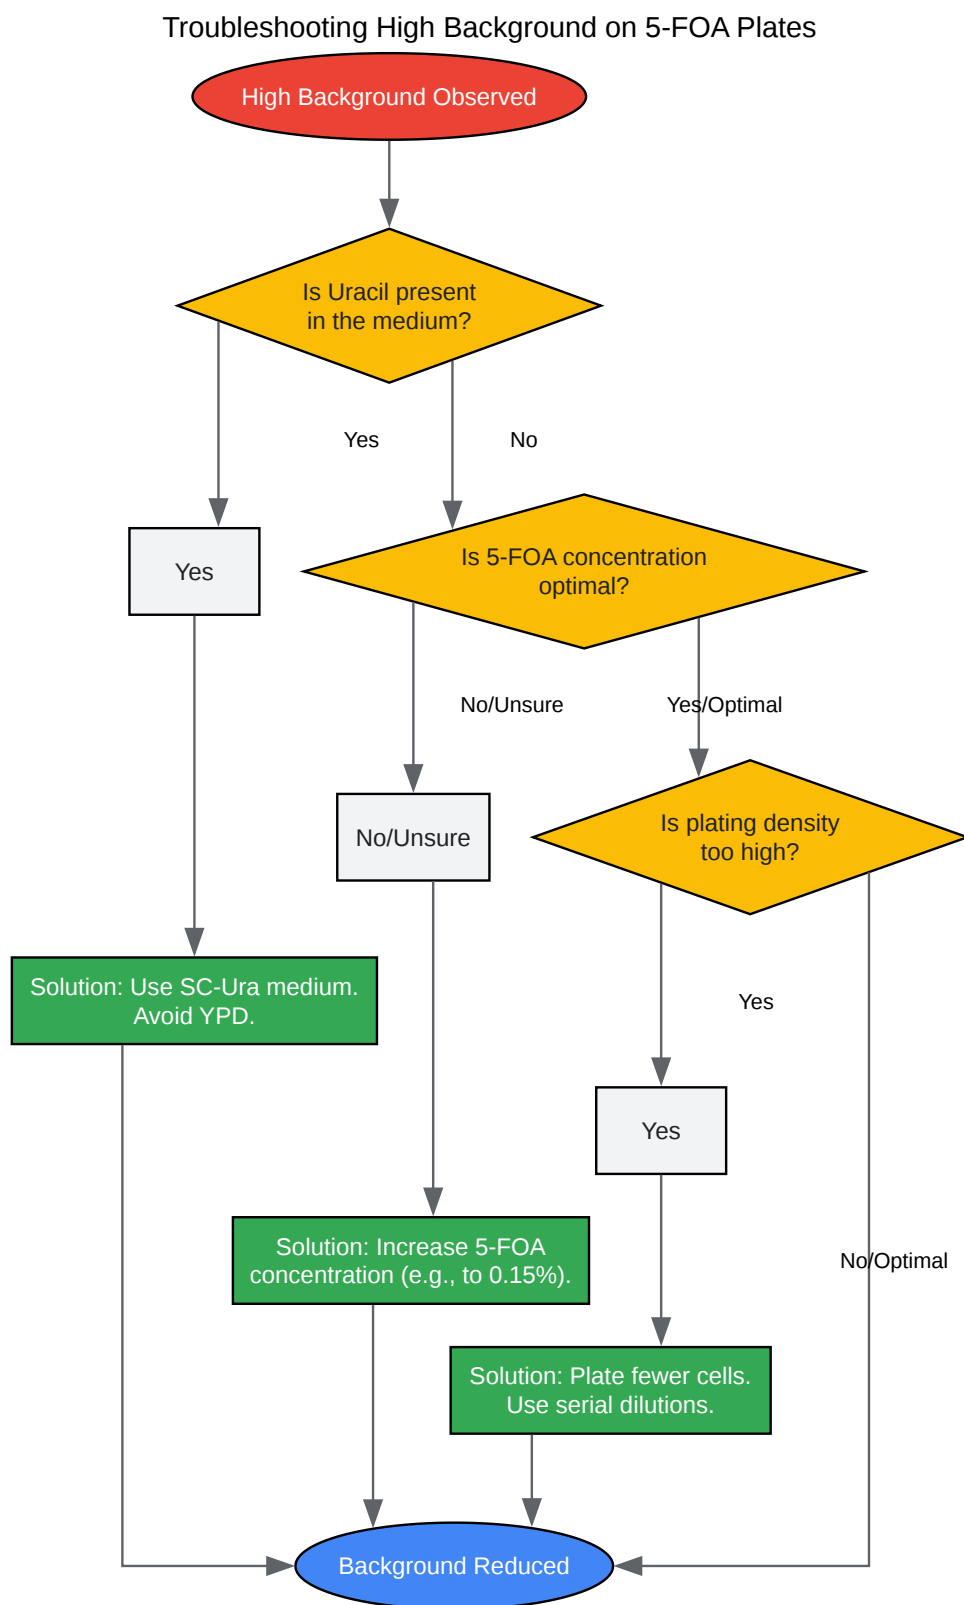 Troubleshooting High Background on 5-FOA Plates
High Background Observed
Is Uracil present
in the medium?
Yes
No
Yes
Is 5-FOA concentration
optimal?
No/Unsure
Yes/Optimal
No/Unsure
Is plating density
too high?
Solution: Use SC-Ura medium.
Avoid YPD.
Yes
Yes
Solution: Increase 5-FOA
concentration (e.g., to 0.15%).
No/Optimal
Solution: Plate fewer cells.
Use serial dilutions.
Background Reduced